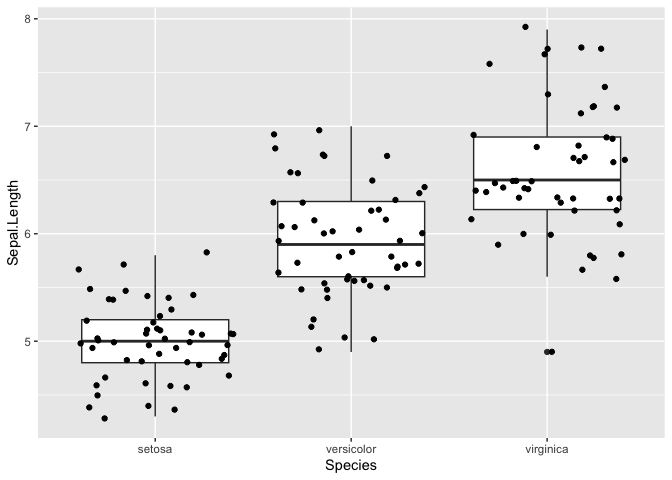 8
7
6
5
Sepal.Length
setosa
versicolor
virginica
Species